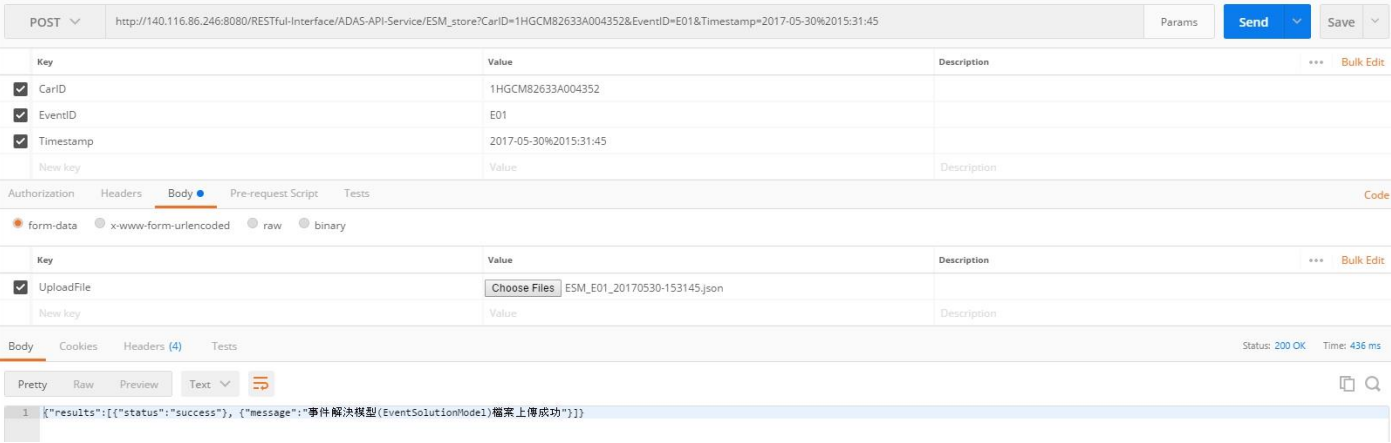 POST http://140.116.86.246:8080/RESTful-Interface/ADAS-API-Service/ESM_store?CarID=1HGCM82633A004352&EventID=E01&Timestamp=2017-05-30%2015:31:45 Params Send Save
Key Value Description ••• Bulk Edit
CarID 1HGCM82633A004352
EventID E01
Timestamp 2017-05-30%2015:31:45
New key Value Description
Authorization Headers Body Pre-request Script Tests Code
form-data x-www-form-urlencoded raw binary
Key Value Description ••• Bulk Edit
UploadFile Choose Files ESM_E01_20170530-153145.json
New key Value Description
Body Cookies Headers (4) Tests Status: 200 OK Time: 436 ms
Pretty Raw Preview Text
1 {"results":[{"status":"success"}, {"message":"事件解決模型(EventSolutionModel)檔案上傳成功"}]}